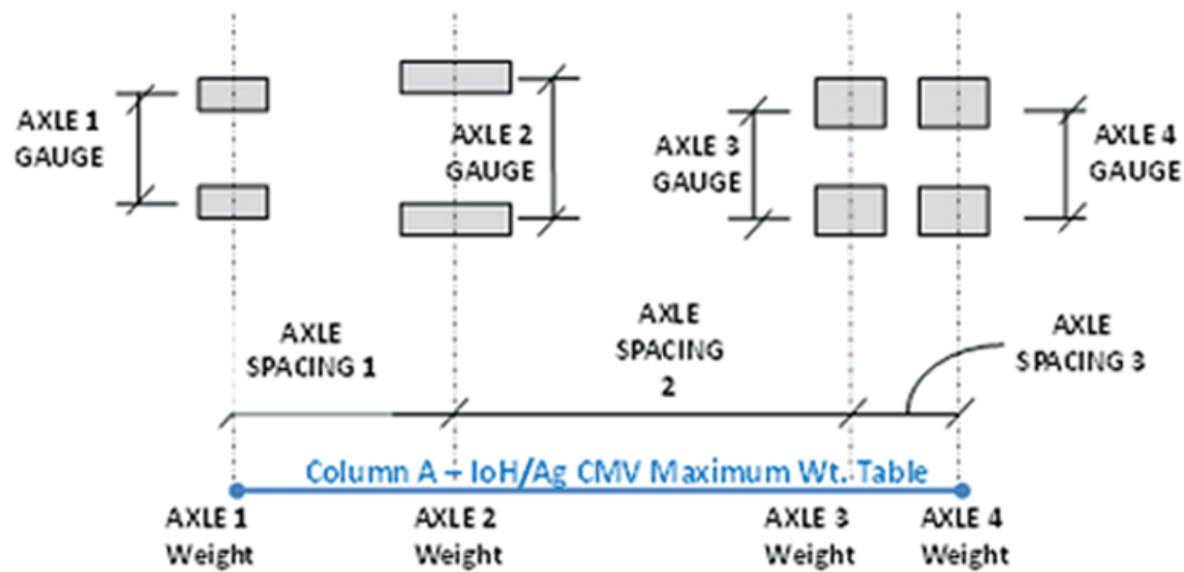 AXLE 1
GAUGE
AXLE 2
GAUGE
AXLE 3
GAUGE
AXLE 4
GAUGE
AXLE
SPACING 1
AXLE
SPACING
2
AXLE
SPACING 3
Column A – IoH/Ag CMV Maximum Wt. Table
AXLE 1
Weight
AXLE 2
Weight
AXLE 3
Weight
AXLE 4
Weight